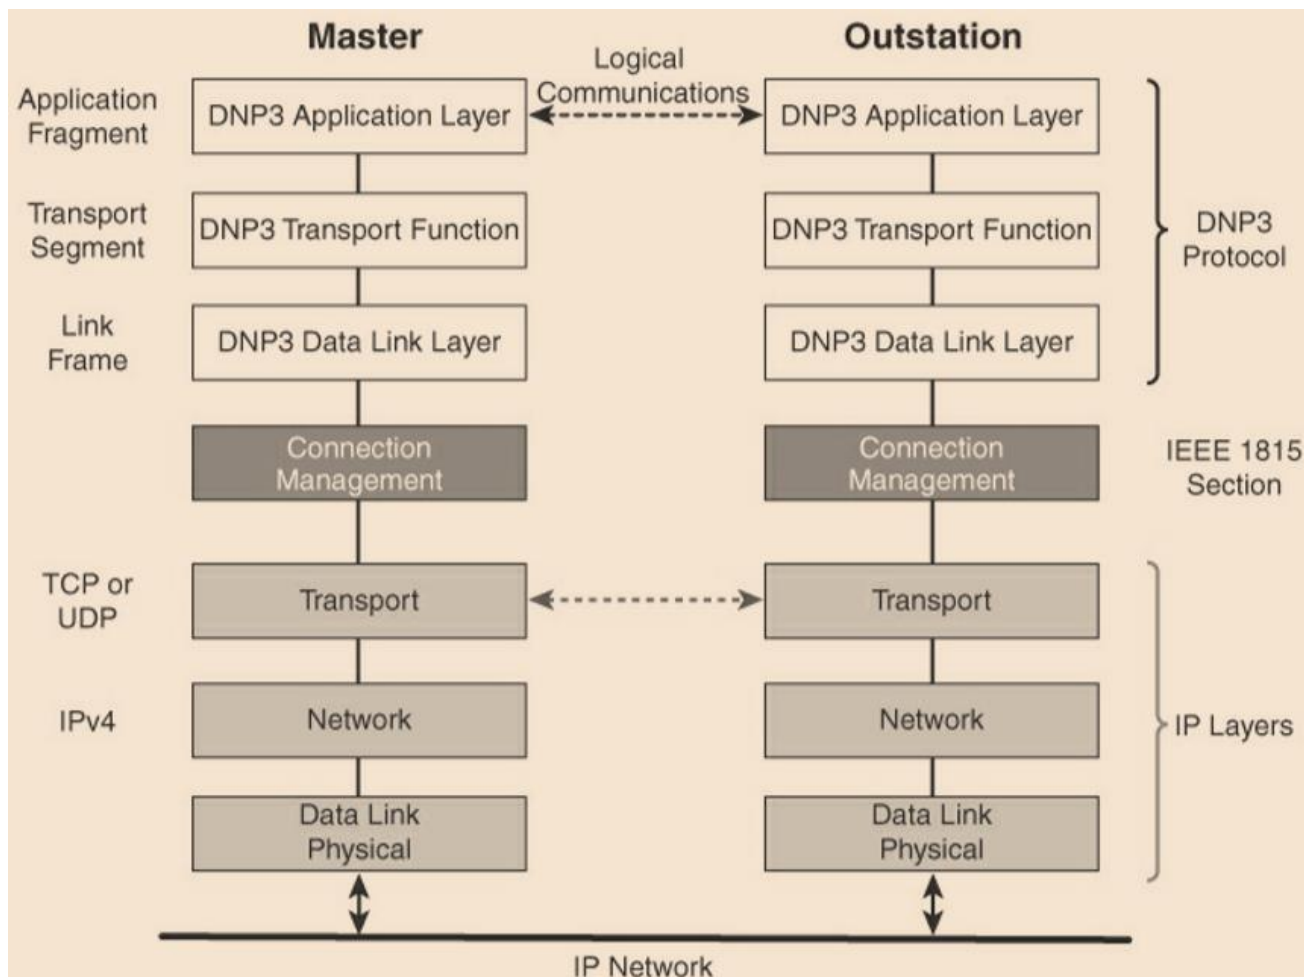 Master
Outstation
Logical
Communications
Application
Fragment
DNP3 Application Layer
DNP3 Application Layer
Transport
Segment
DNP3 Transport Function
DNP3 Transport Function
DNP3
Protocol
Link
Frame
DNP3 Data Link Layer
DNP3 Data Link Layer
Connection
Management
Connection
Management
IEEE 1815
Section
TCP or
UDP
Transport
Transport
IPv4
Network
Network
IP Layers
Data Link
Physical
Data Link
Physical
IP Network